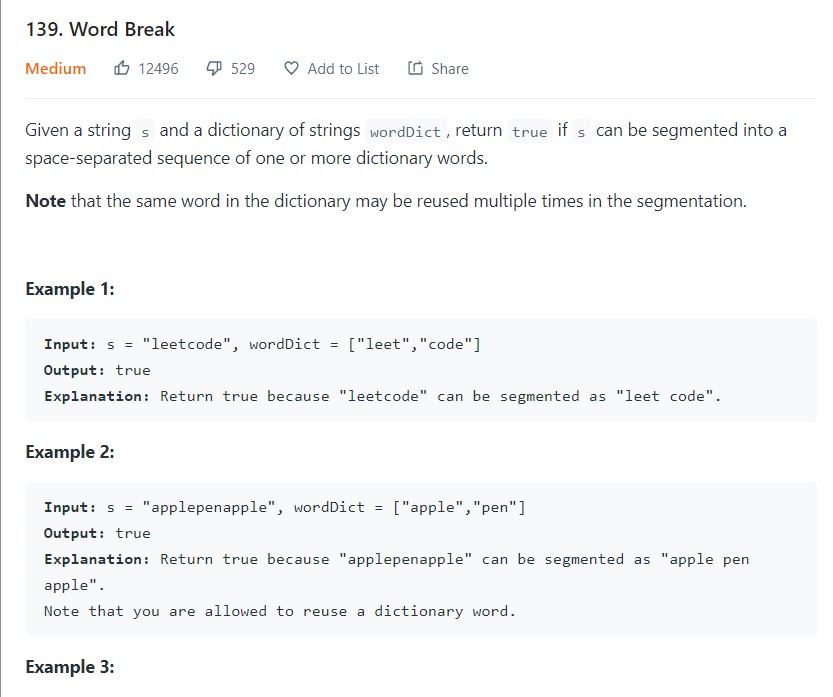 139. Word Break
Medium 12496 529 Add to List Share
Given a string s and a dictionary of strings wordDict, return true if s can be segmented into a
space-separated sequence of one or more dictionary words.
Note that the same word in the dictionary may be reused multiple times in the segmentation.
Example 1:
Input: s = "leetcode", wordDict = ["leet","code"]
Output: true
Explanation: Return true because "leetcode" can be segmented as "leet code".
Example 2:
Input: s = "applepenapple", wordDict = ["apple","pen"]
Output: true
Explanation: Return true because "applepenapple" can be segmented as "apple pen
apple".
Note that you are allowed to reuse a dictionary word.
Example 3: